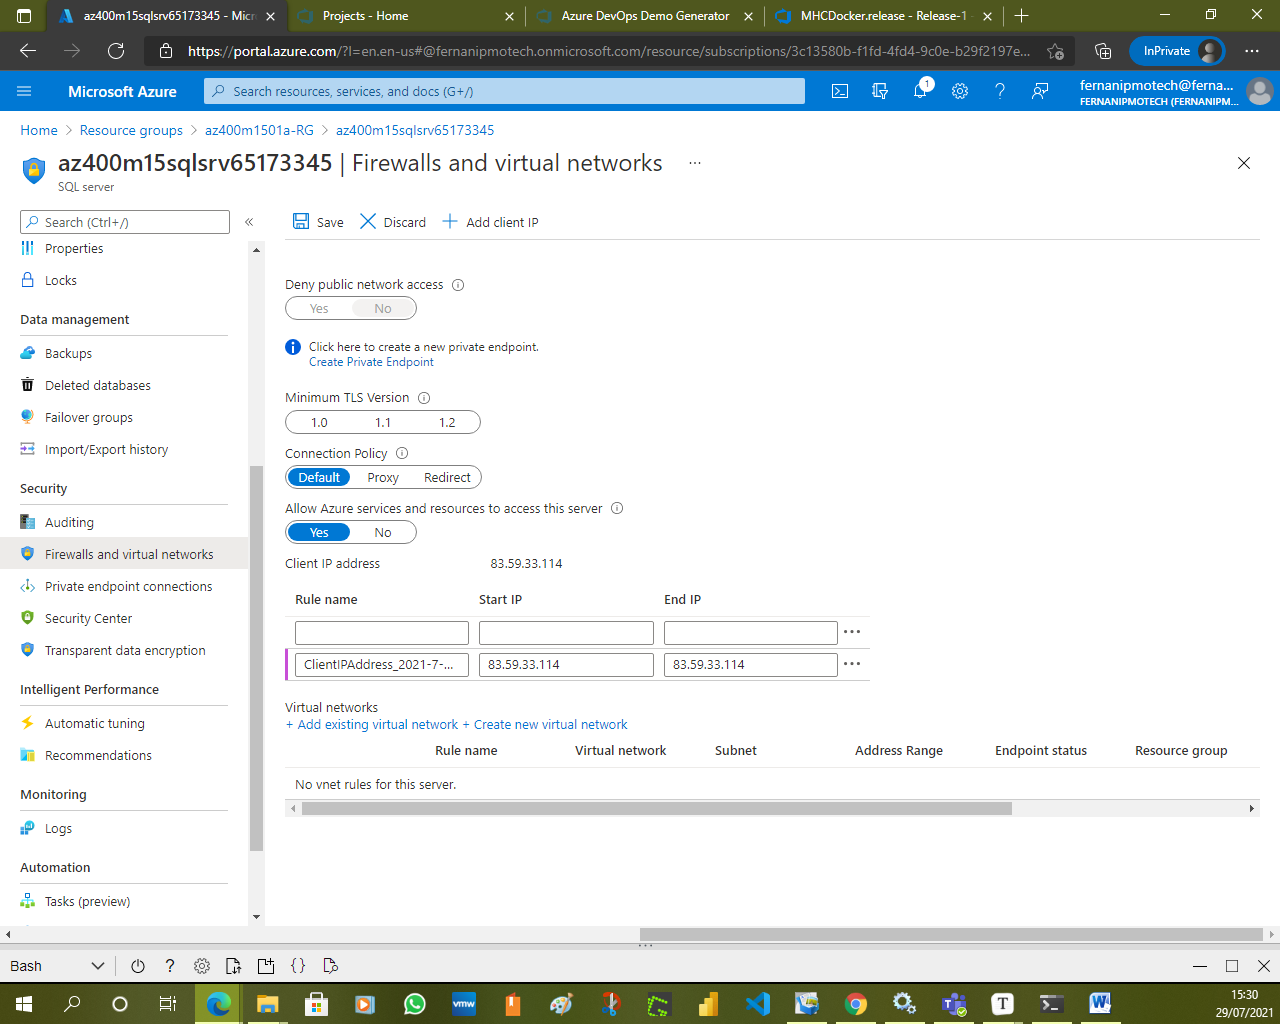 az400m15sqlsrv65173345 - Micr
Projects - Home
Azure DevOps Demo Generator
MHCDocker.release - Release-1 -
https://portal.azure.com/?l=en.en-us#@fernanipmotech.onmicrosoft.com/resource/subscriptions/3c13580b-f1fd-4fd4-9c0e-b29f2197e...
InPrivate
Microsoft Azure
Search resources, services, and docs (G+/)
1
fernanipmotech@ferna...
FERNANIPMOTECH (FERNANIPM...
Home > Resource groups > az400m1501a-RG > az400m15sqlsrv65173345
az400m15sqlsrv65173345 | Firewalls and virtual networks ...
SQL server
Search (Ctrl+/)
«
Save
Discard
Add client IP
Properties
Locks
Data management
Backups
Deleted databases
Failover groups
Import/Export history
Security
Auditing
Firewalls and virtual networks
Private endpoint connections
Security Center
Transparent data encryption
Intelligent Performance
Automatic tuning
Recommendations
Monitoring
Logs
Automation
Tasks (preview)
Deny public network access
Yes No
Click here to create a new private endpoint.
Create Private Endpoint
Minimum TLS Version
1.0 1.1 1.2
Connection Policy
Default Proxy Redirect
Allow Azure services and resources to access this server
Yes No
Client IP address 83.59.33.114
Rule name Start IP End IP
ClientIPAddress_2021-7-... 83.59.33.114 83.59.33.114
Virtual networks
+ Add existing virtual network + Create new virtual network
Rule name Virtual network Subnet Address Range Endpoint status Resource group
No vnet rules for this server.
Bash
?
{}
vmw
T
W
15:30
29/07/2021